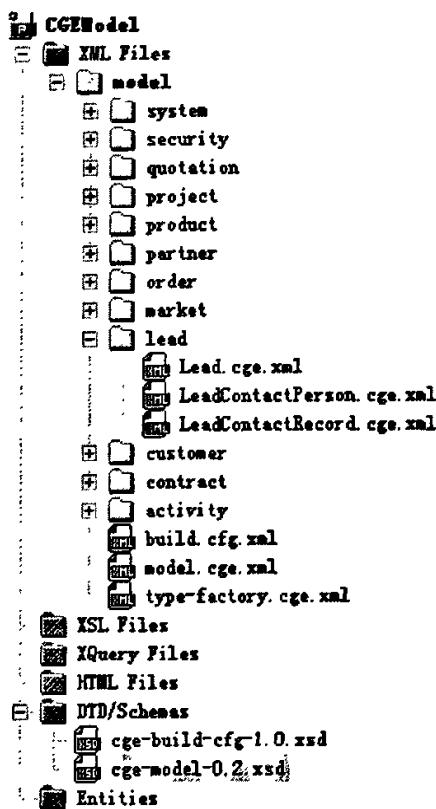 CGEModel
XML Files
model
system
security
quotation
project
product
partner
order
market
lead
Lead.cge.xml
LeadContactPerson.cge.xml
LeadContactRecord.cge.xml
customer
contract
activity
build.cfg.xml
model.cge.xml
type-factory.cge.xml
XSL Files
XQuery Files
HTML Files
DTD/Schemas
cge-build-cfg-1.0.xsd
cge-model-0.2.xsd
Entities